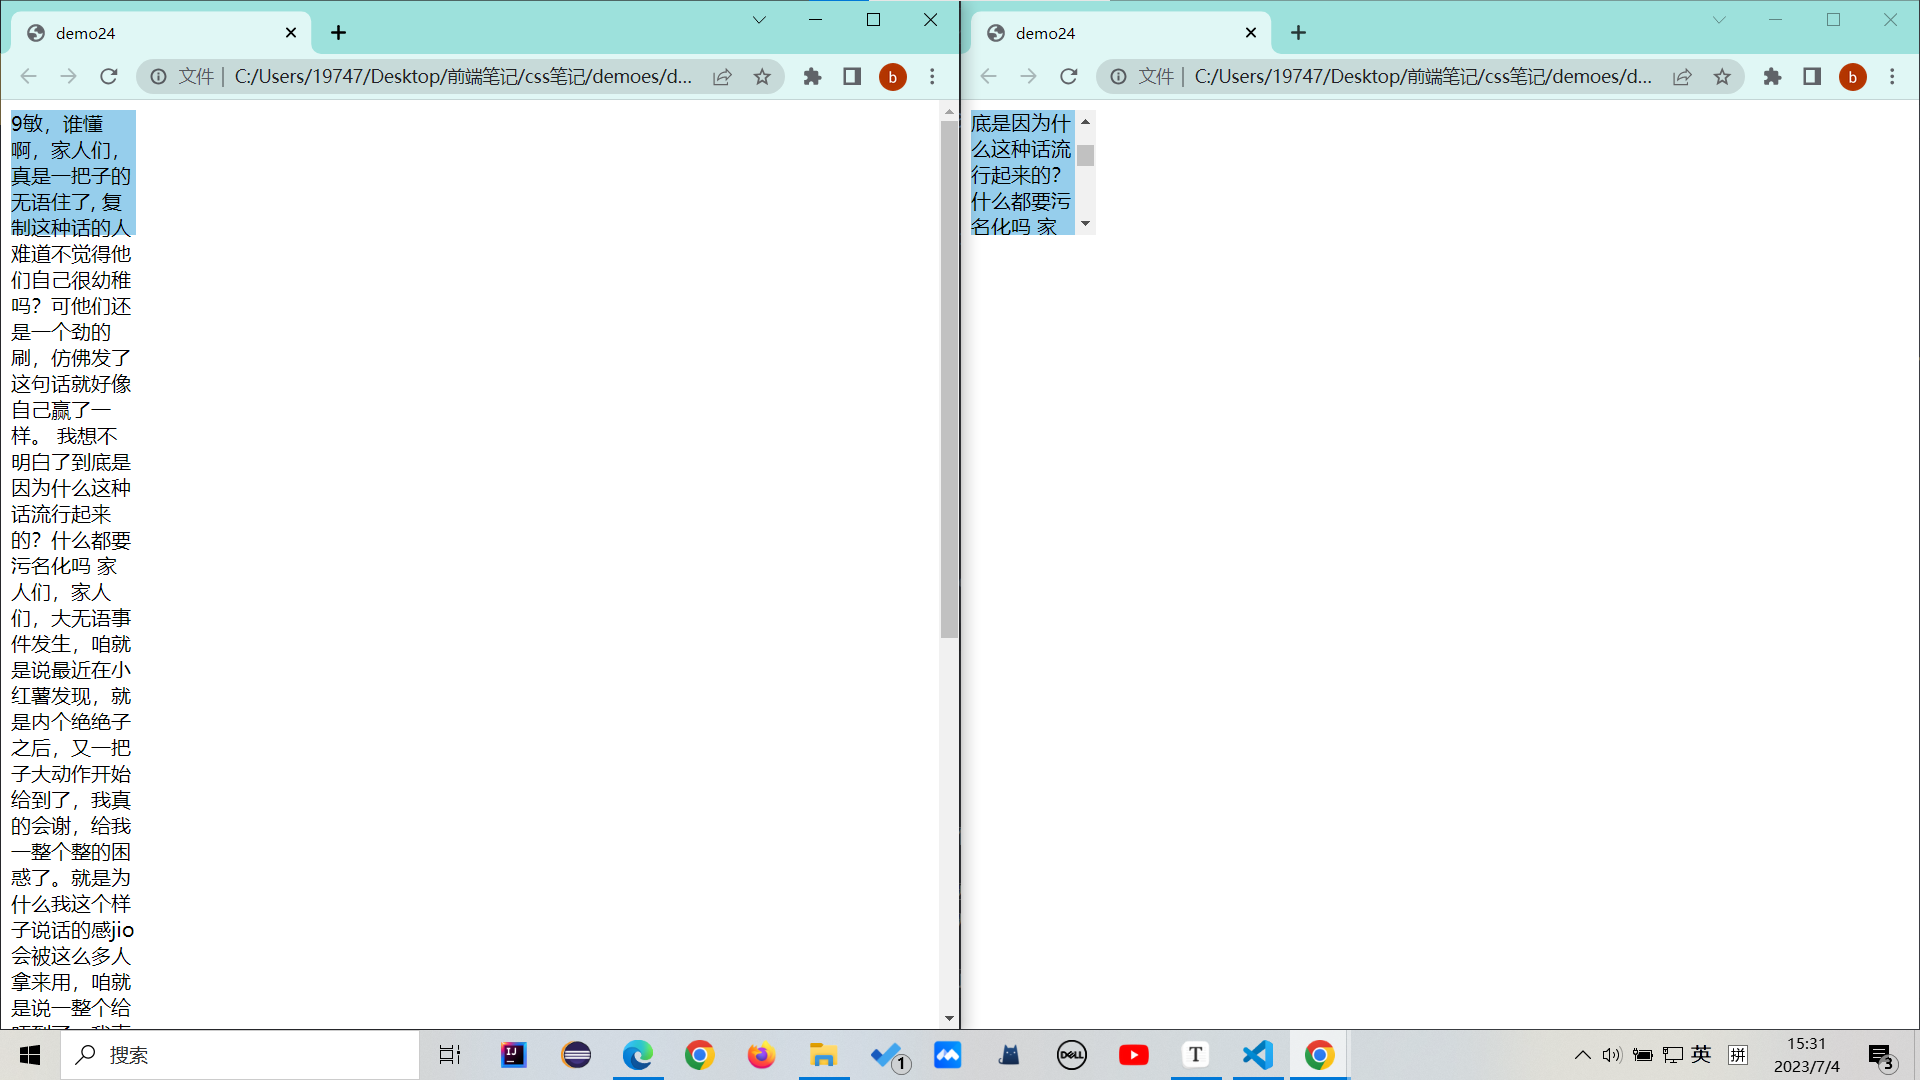 demo24
文件 | C:/Users/19747/Desktop/前端笔记/css笔记/demoes/d...
b
9敏，谁懂
啊，家人们，
真是一把子的
无语住了, 复
制这种话的人
难道不觉得他
们自己很幼稚
吗？可他们还
是一个劲的
刷，仿佛发了
这句话就好像
自己赢了一
样。 我想不
明白了到底是
因为什么这种
话流行起来
的？什么都要
污名化吗 家
人们，家人
们，大无语事
件发生，咱就
是说最近在小
红薯发现，就
是内个绝绝子
之后，又一把
子大动作开始
给到了，我真
的会谢，给我
一整个整的困
惑了。就是为
什么我这个样
子说话的感jio
会被这么多人
拿来用，咱就
是说一整个给
demo24
文件 | C:/Users/19747/Desktop/前端笔记/css笔记/demoes/d...
b
底是因为什
么这种话流
行起来的？
什么都要污
名化吗 家
搜索
IJ
1
DELL
T
英
拼
15:31
2023/7/4
3